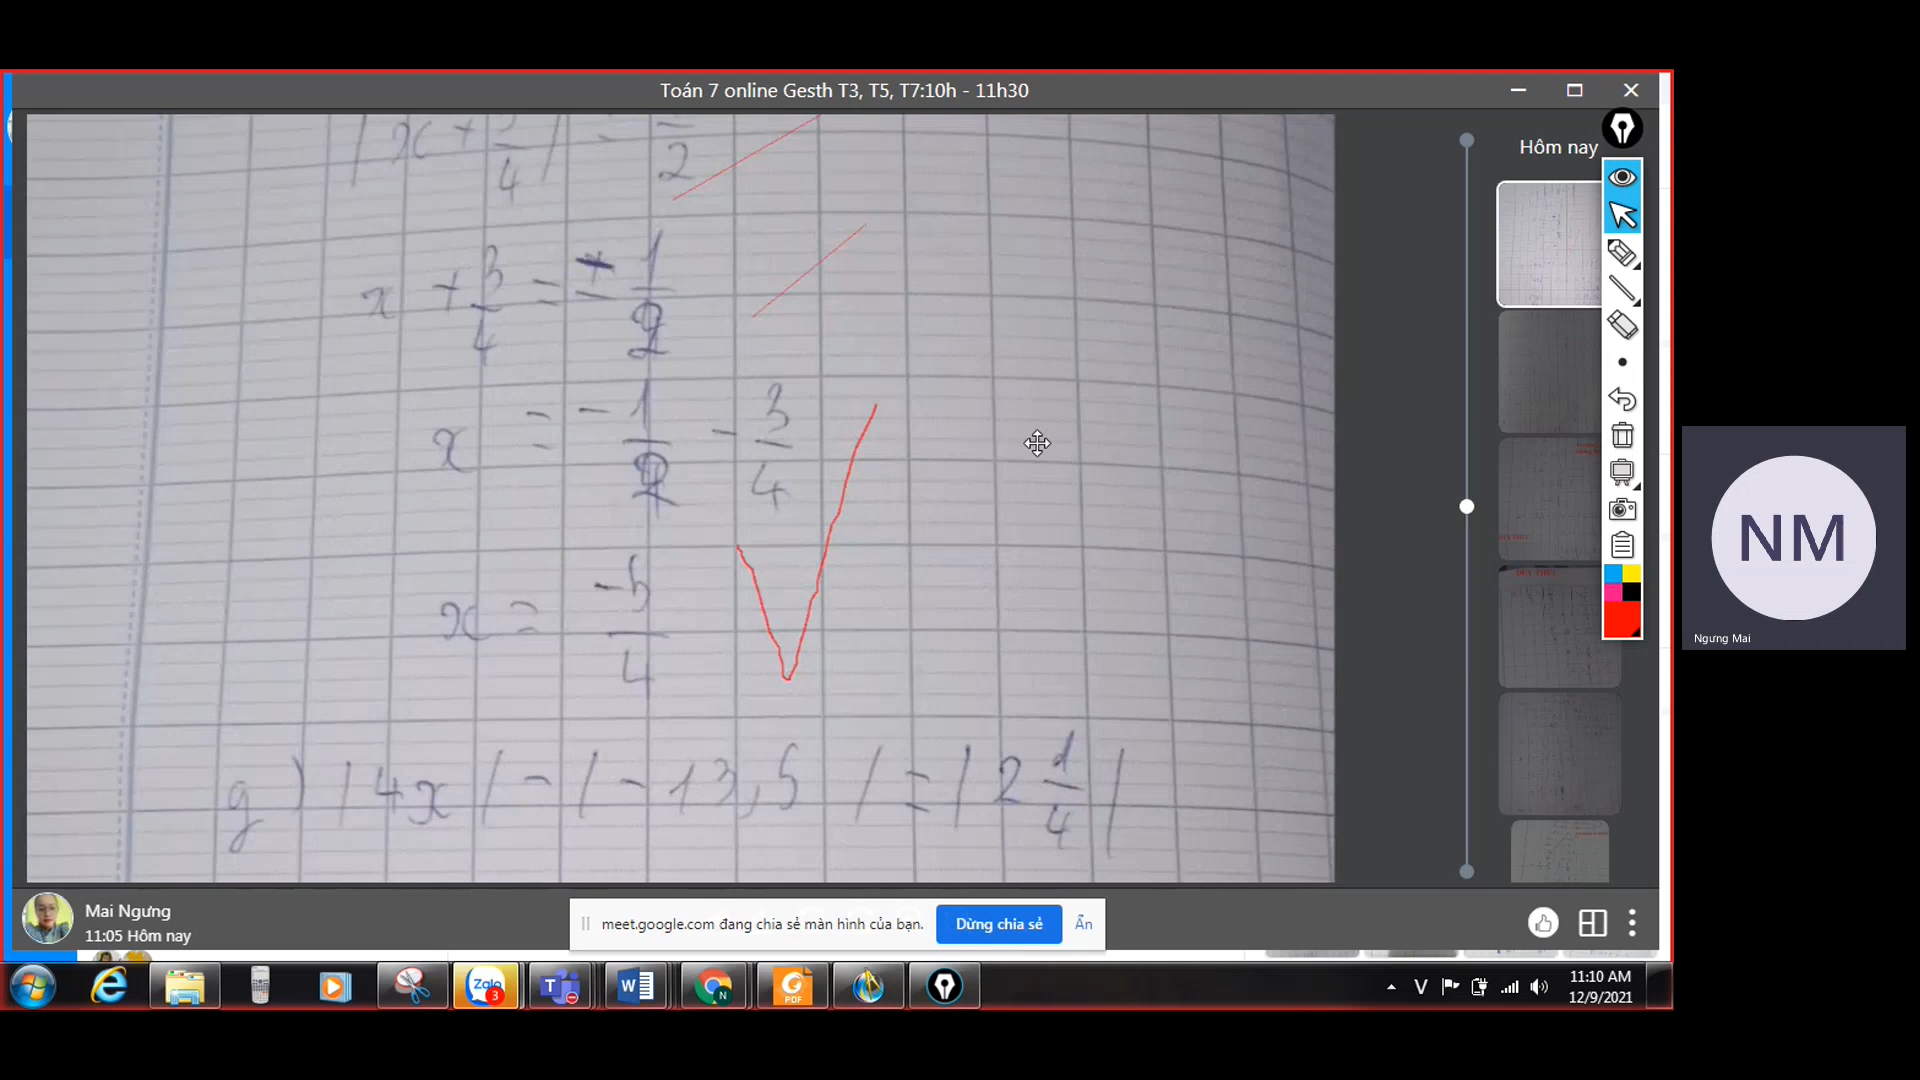 Toán 7 online Gesth T3, T5, T7:10h - 11h30
Hôm nay
| x + 3/4 | = 1/2
x + 3/4 = ± 1/2
x = - 1/2 - 3/4
x = -5/4
g) |4x| - |-13,5| = |2 1/4|
NM
Ngưng Mai
Mai Ngưng
11:05 Hôm nay
meet.google.com đang chia sẻ màn hình của bạn.
Dừng chia sẻ
Ẩn
Zalo
3
T
W
N
PDF
V
11:10 AM
12/9/2021